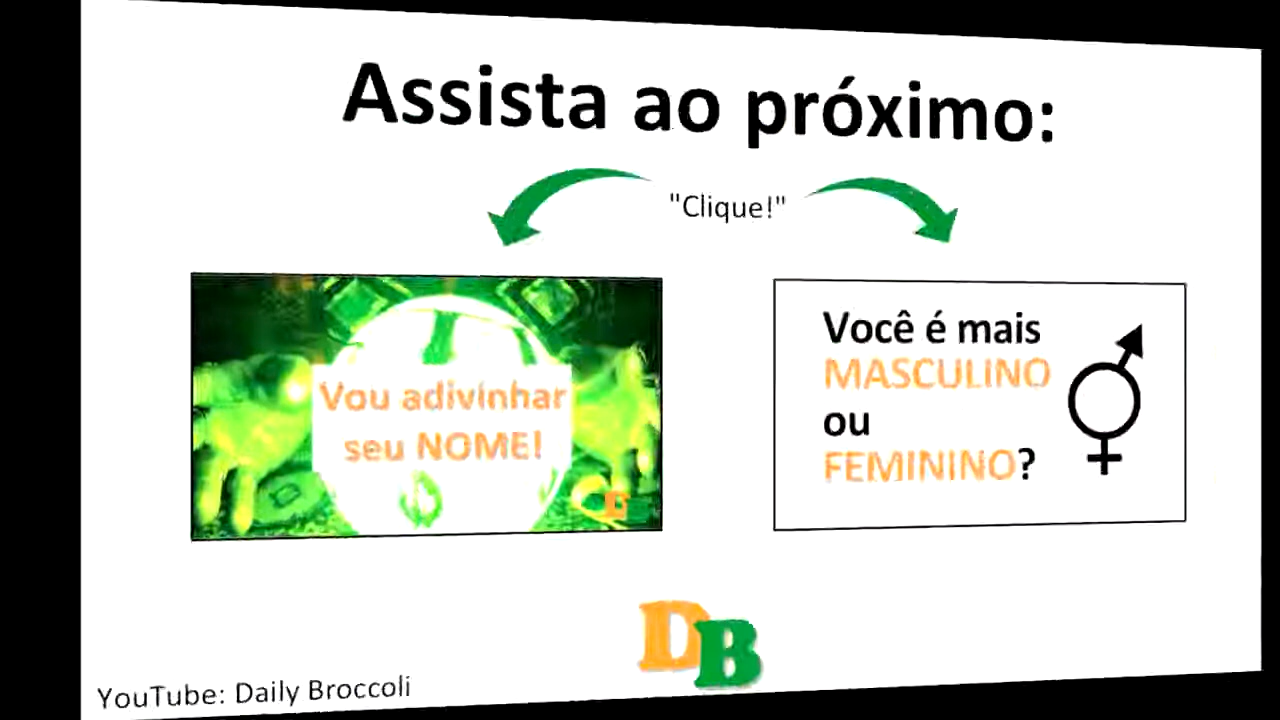 Assista ao próximo:
"Clique!"
Vou adivinhar
seu NOME!
Você é mais
MASCULINO
ou
FEMININO?
DB
YouTube: Daily Broccoli